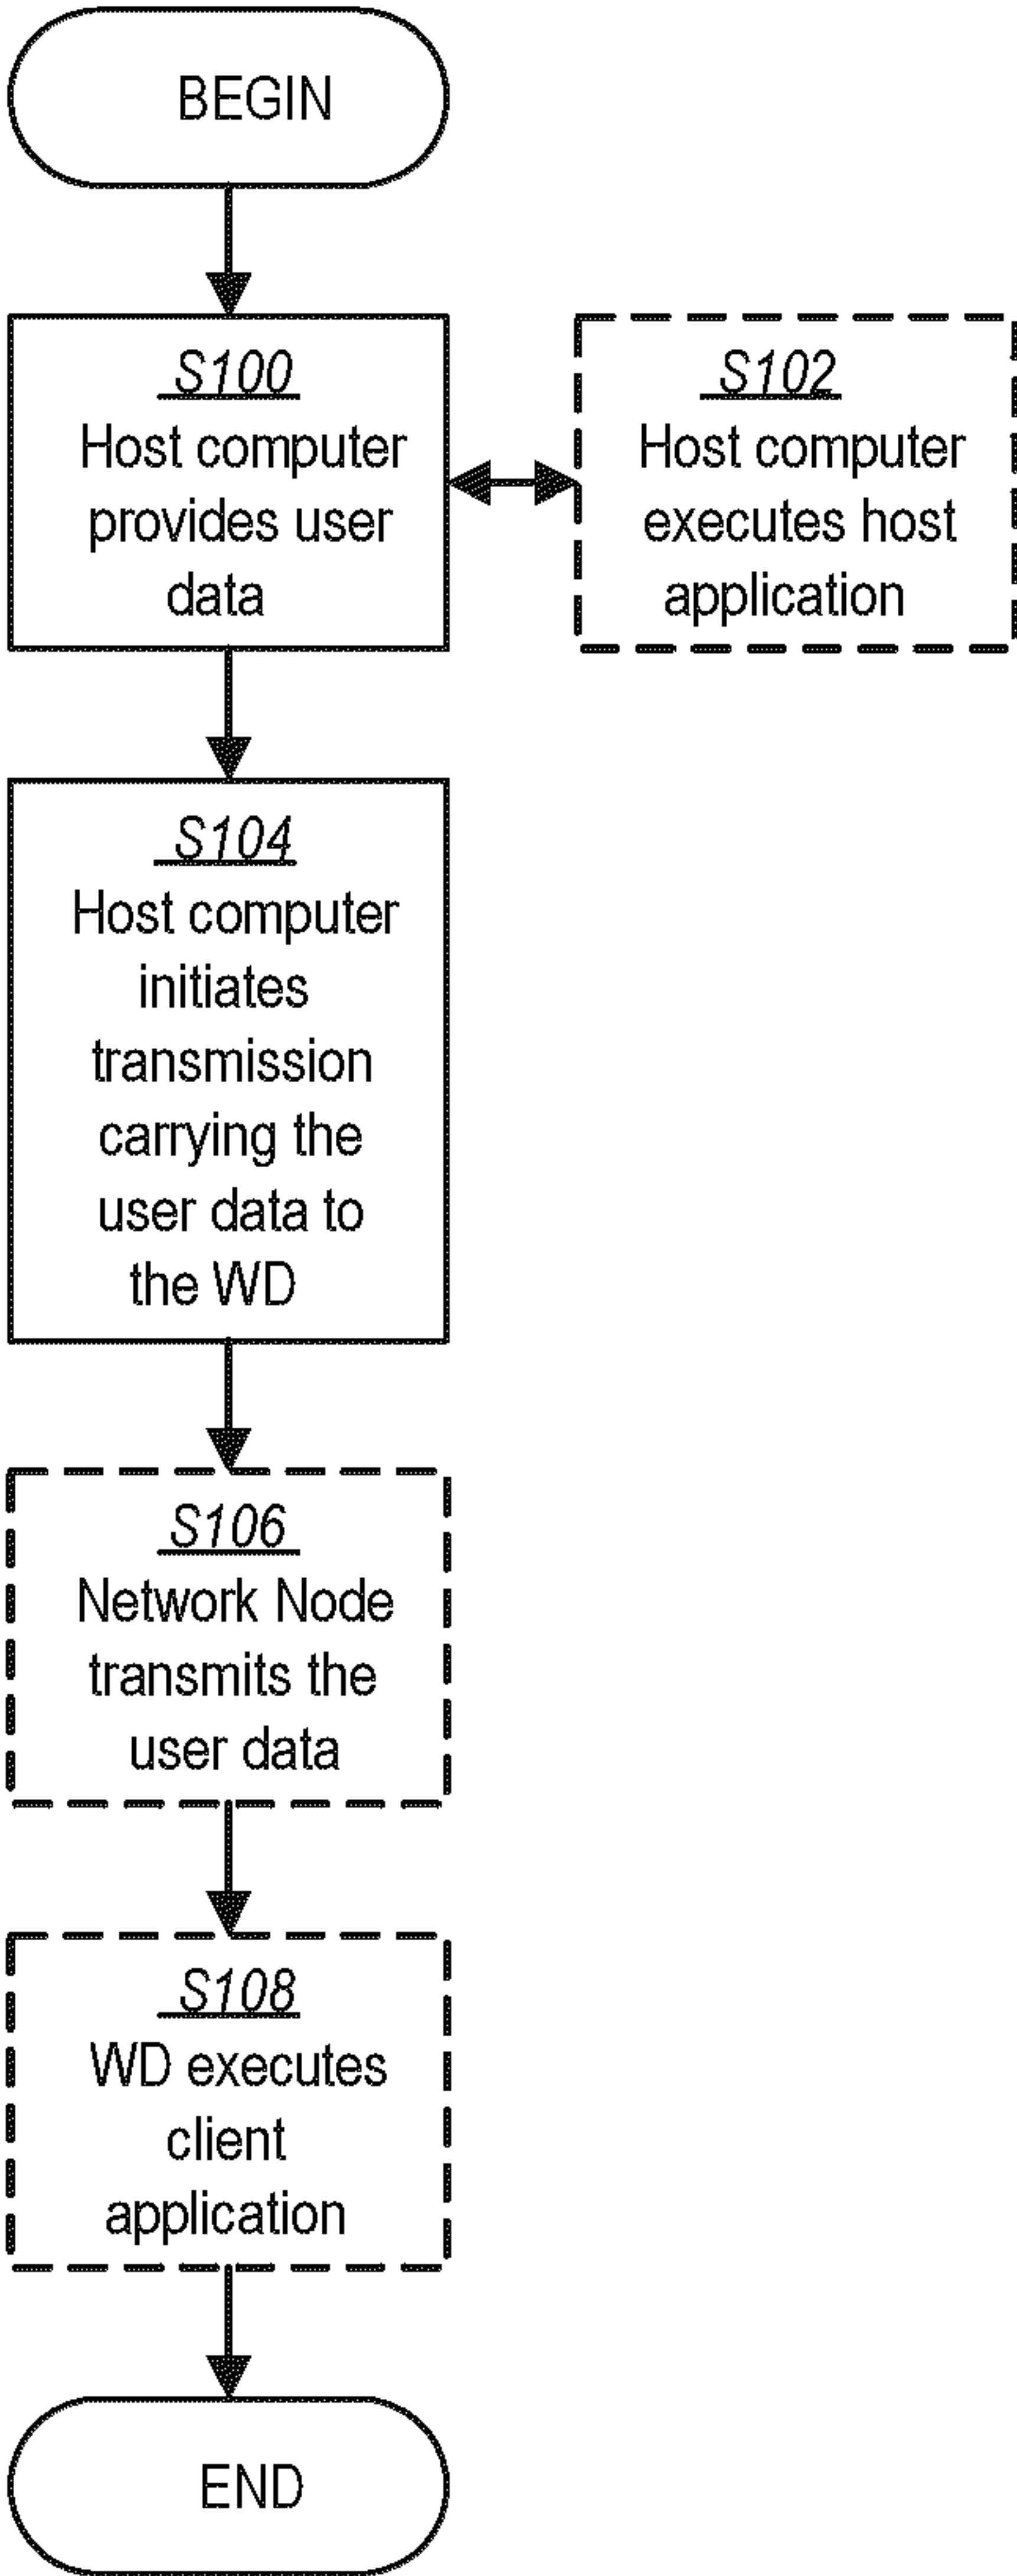 BEGIN
S100
Host computer
provides user
data
S102
Host computer
executes host
application
S104
Host computer
initiates
transmission
carrying the
user data to
the WD
S106
Network Node
transmits the
user data
S108
WD executes
client
application
END